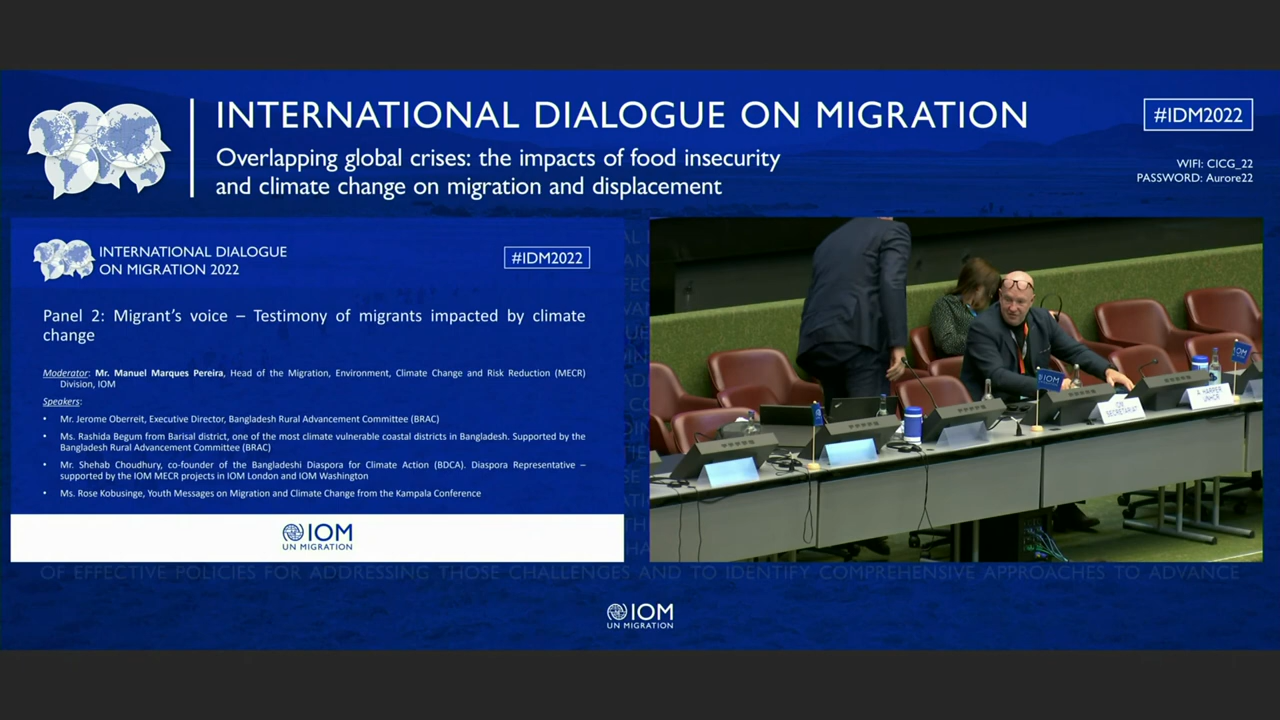 INTERNATIONAL DIALOGUE ON MIGRATION
Overlapping global crises: the impacts of food insecurity
and climate change on migration and displacement
#IDM2022
WIFI: CICG_22
PASSWORD: Aurore22
INTERNATIONAL DIALOGUE
ON MIGRATION 2022
#IDM2022
Panel 2: Migrant's voice – Testimony of migrants impacted by climate
change
Moderator: Mr. Manuel Marques Pereira, Head of the Migration, Environment, Climate Change and Risk Reduction (MECR)
Division, IOM
Speakers:
• Mr. Jerome Oberreit, Executive Director, Bangladesh Rural Advancement Committee (BRAC)
• Ms. Rashida Begum from Barisal district, one of the most climate vulnerable coastal districts in Bangladesh. Supported by the
Bangladesh Rural Advancement Committee (BRAC)
• Mr. Shehab Choudhury, co-founder of the Bangladeshi Diaspora for Climate Action (BDCA). Diaspora Representative –
supported by the IOM MECR projects in IOM London and IOM Washington
• Ms. Rose Kobusinge, Youth Messages on Migration and Climate Change from the Kampala Conference
IOM
UN MIGRATION
IOM
IOM
SECRETARIAT
A. HARPER
UNHCR
OF EFFECTIVE POLICIES FOR ADDRESSING THOSE CHALLENGES AND TO IDENTIFY COMPREHENSIVE APPROACHES TO ADVANCE
IOM
UN MIGRATION